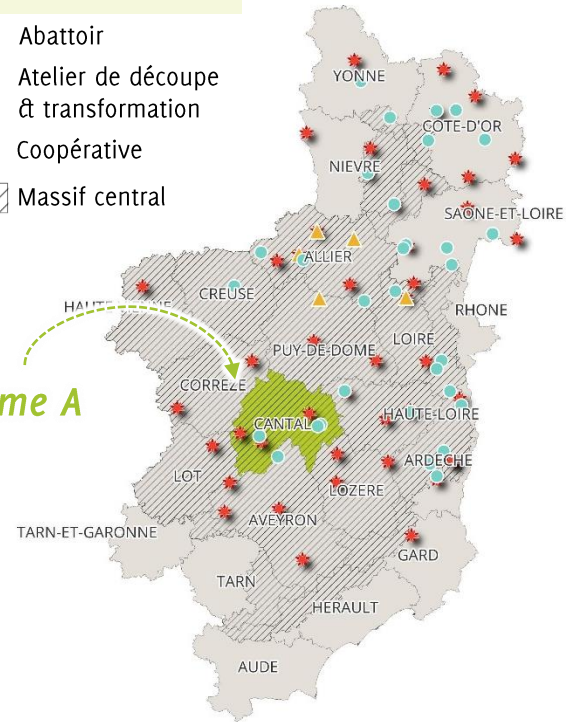 Abattoir
Atelier de découpe
& transformation
Coopérative
Massif central
YONNE
COTE-D'OR
NIEVRE
SAONE-ET-LOIRE
ALLIER
CREUSE
RHONE
LOIRE
PUY-DE-DOME
CORREZE
me A
CANTAL
HAUTE-LOIRE
ARDECHE
LOT
LOZERE
AVEYRON
TARN-ET-GARONNE
GARD
TARN
HERAULT
AUDE